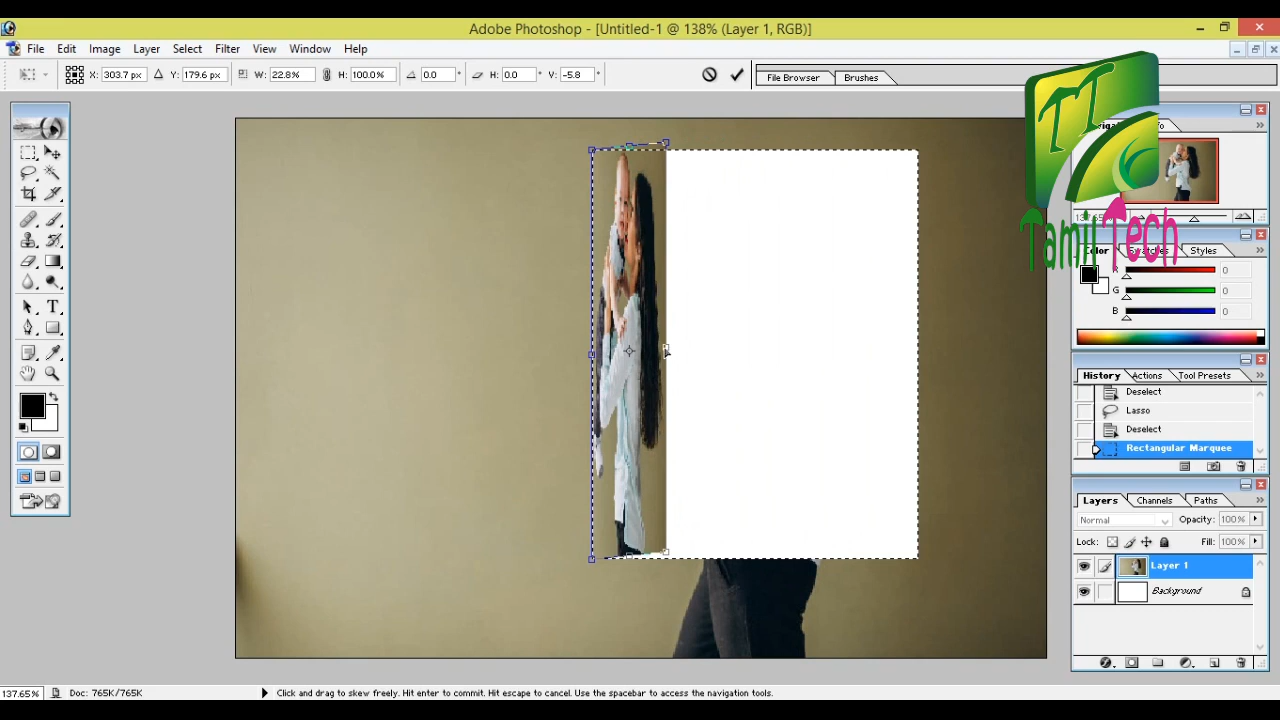 Adobe Photoshop - [Untitled-1 @ 138% (Layer 1, RGB)]
File Edit Image Layer Select Filter View Window Help
X: 303.7 px Y: 179.6 px W: 22.8% H: 100.0% 0.0 ° H: 0.0 ° V: -5.8 ° File Browser Brushes
TT
Tamil Tech
Color Swatches Styles
R 0
G 0
B 0
History Actions Tool Presets
Deselect
Lasso
Deselect
Rectangular Marquee
Layers Channels Paths
Normal Opacity: 100%
Lock: Fill: 100%
Layer 1
Background
137.65% Doc: 765K/765K Click and drag to skew freely. Hit enter to commit. Hit escape to cancel. Use the spacebar to access the navigation tools.